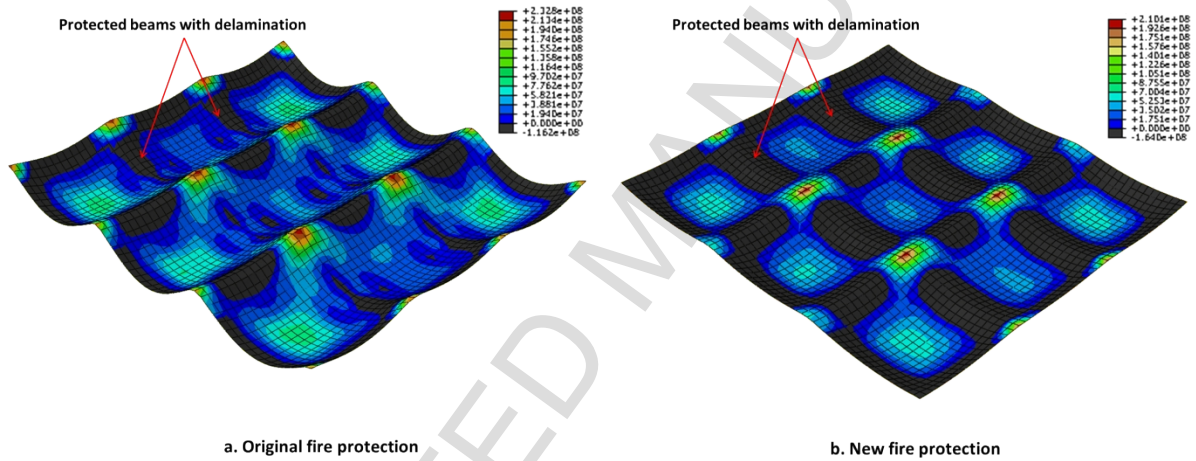 Protected beams with delamination
+2.328e+08
+2.134e+08
+1.940e+08
+1.746e+08
+1.552e+08
+1.358e+08
+1.164e+08
+9.702e+07
+7.762e+07
+5.821e+07
+3.881e+07
+1.940e+07
+0.000e+00
-1.162e+08
Protected beams with delamination
+2.101e+08
+1.926e+08
+1.751e+08
+1.576e+08
+1.401e+08
+1.226e+08
+1.051e+08
+8.755e+07
+7.004e+07
+5.253e+07
+3.502e+07
+1.751e+07
+0.000e+00
-1.640e+08
TED MANU
a. Original fire protection
b. New fire protection